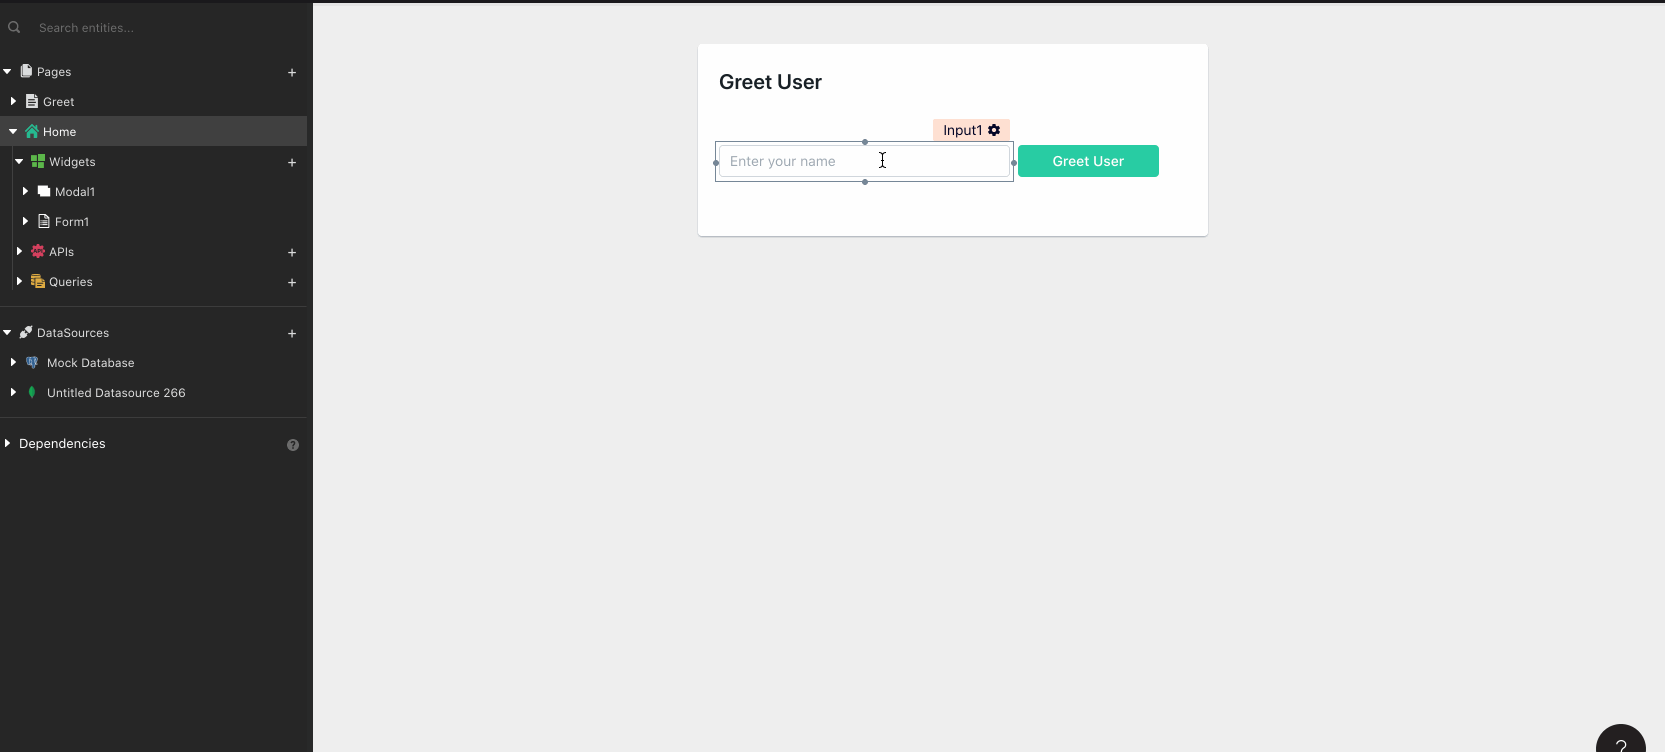 Search entities...
Pages
Greet
Home
Widgets
Modal1
Form1
APIs
Queries
DataSources
Mock Database
Untitled Datasource 266
Dependencies
?
Greet User
Input1
Enter your name
Greet User
?